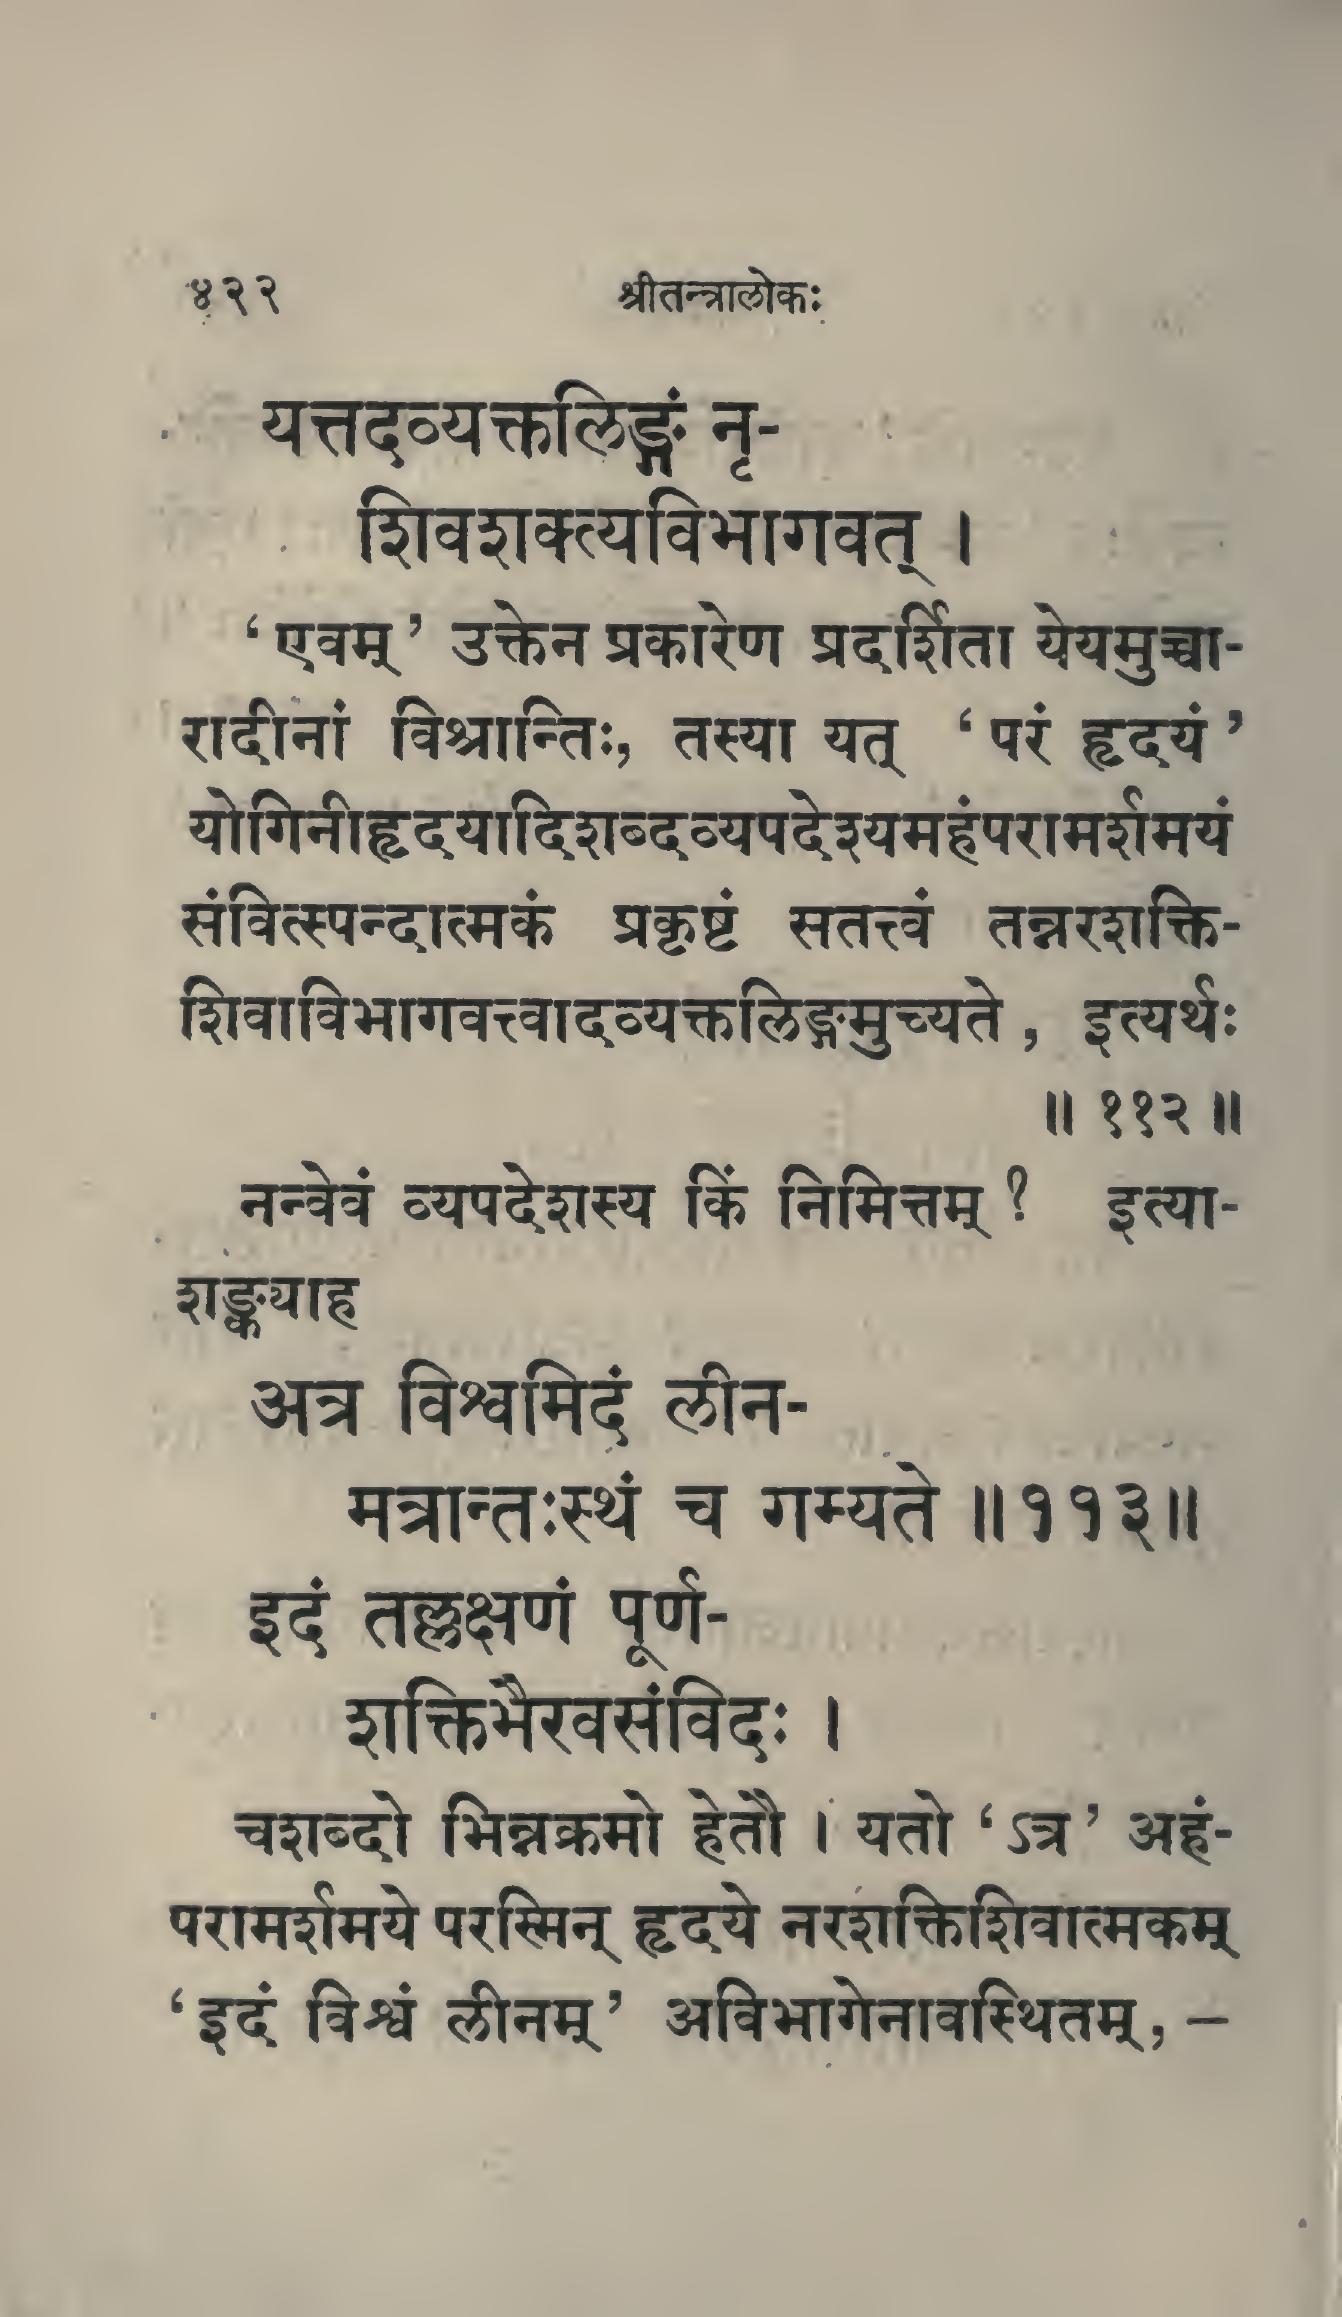 ४२२ श्रीतन्त्रालोकः
यत्तदव्यक्तलिङ्गं नृ-
शिवशक्त्यविभागवत् ।
‘एवम्’ उक्तेन प्रकारेण प्रदर्शिता येयमुच्चा-
रादीनां विश्रान्तिः, तस्या यत् ‘परं हृदयं’
योगिनीहृदयादिशब्दव्यपदेश्यमहंपरामर्शमयं
संवित्स्पन्दात्मकं प्रकृष्टं सतत्त्वं तन्नरशक्ति-
शिवाविभागवत्त्वादव्यक्तलिङ्गमुच्यते, इत्यर्थः
॥ ११२ ॥
नन्वेवं व्यपदेशस्य किं निमित्तम् ? इत्या-
शङ्क्याह
अत्र विश्वमिदं लीन-
मत्रान्तःस्थं च गम्यते ॥११३॥
इदं तल्लक्षणं पूर्ण-
शक्तिभैरवसंविदः ।
चशब्दो भिन्नक्रमो हेतौ । यतो ‘ऽत्र’ अहं-
परामर्शमये परस्मिन् हृदये नरशक्तिशिवात्मकम्
‘इदं विश्वं लीनम्’ अविभागेनावस्थितम्, —